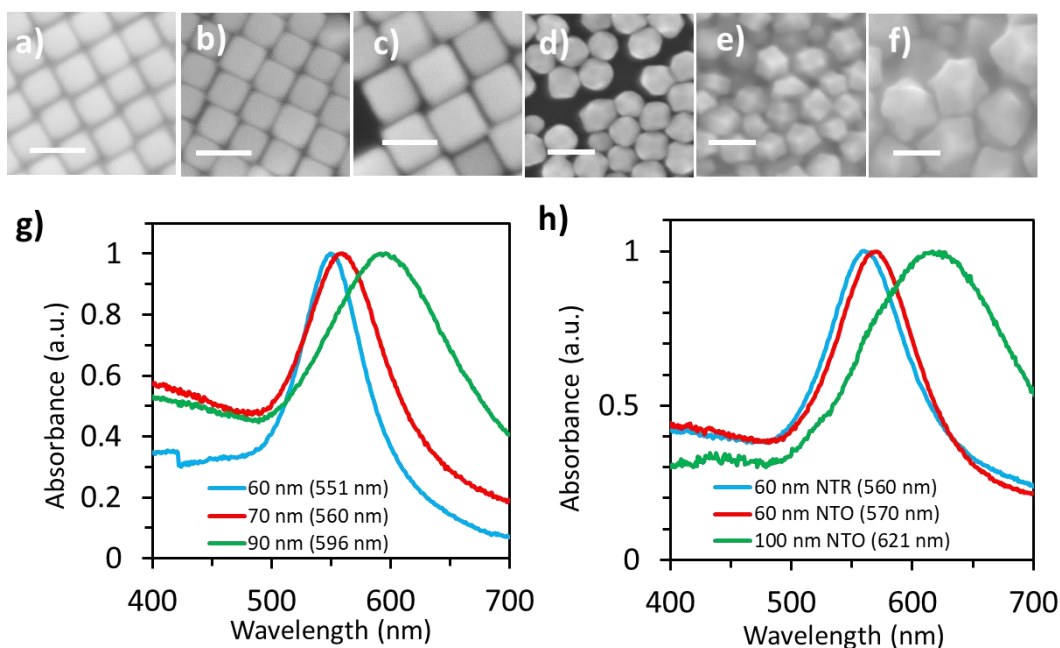 a)
b)
c)
d)
e)
f)
g)
Absorbance (a.u.)
1
0.8
0.6
0.4
0.2
0
60 nm (551 nm)
70 nm (560 nm)
90 nm (596 nm)
400
500
600
700
Wavelength (nm)
h)
Absorbance (a.u.)
1
0.5
0
60 nm NTR (560 nm)
60 nm NTO (570 nm)
100 nm NTO (621 nm)
400
500
600
700
Wavelength (nm)